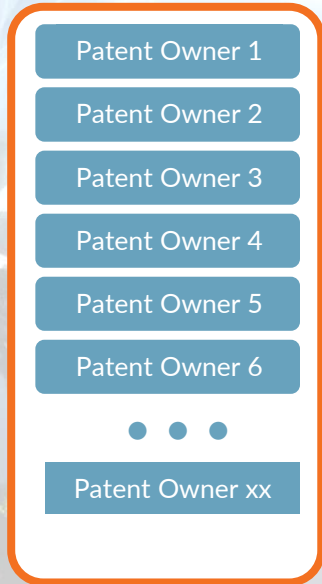 Patent Owner 1
Patent Owner 2
Patent Owner 3
Patent Owner 4
Patent Owner 5
Patent Owner 6
● ● ●
Patent Owner xx